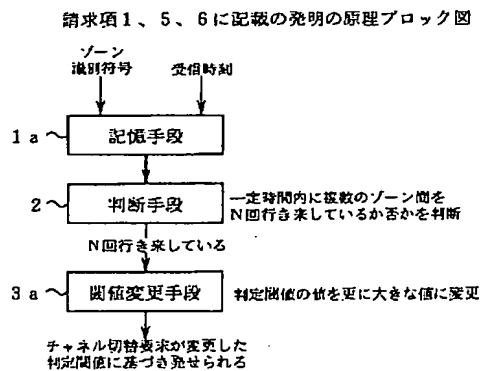 請求項1、5、6に記載の発明の原理ブロック図
ゾーン
識別符号
受信時刻
1a
記憶手段
2
判断手段
一定時間内に複数のゾーン間を
N回行き来しているか否かを判断
N回行き来している
3a
閾値変更手段
判定閾値の値を更に大きな値に変更
チャネル切替要求が変更した
判定閾値に基づき発せられる